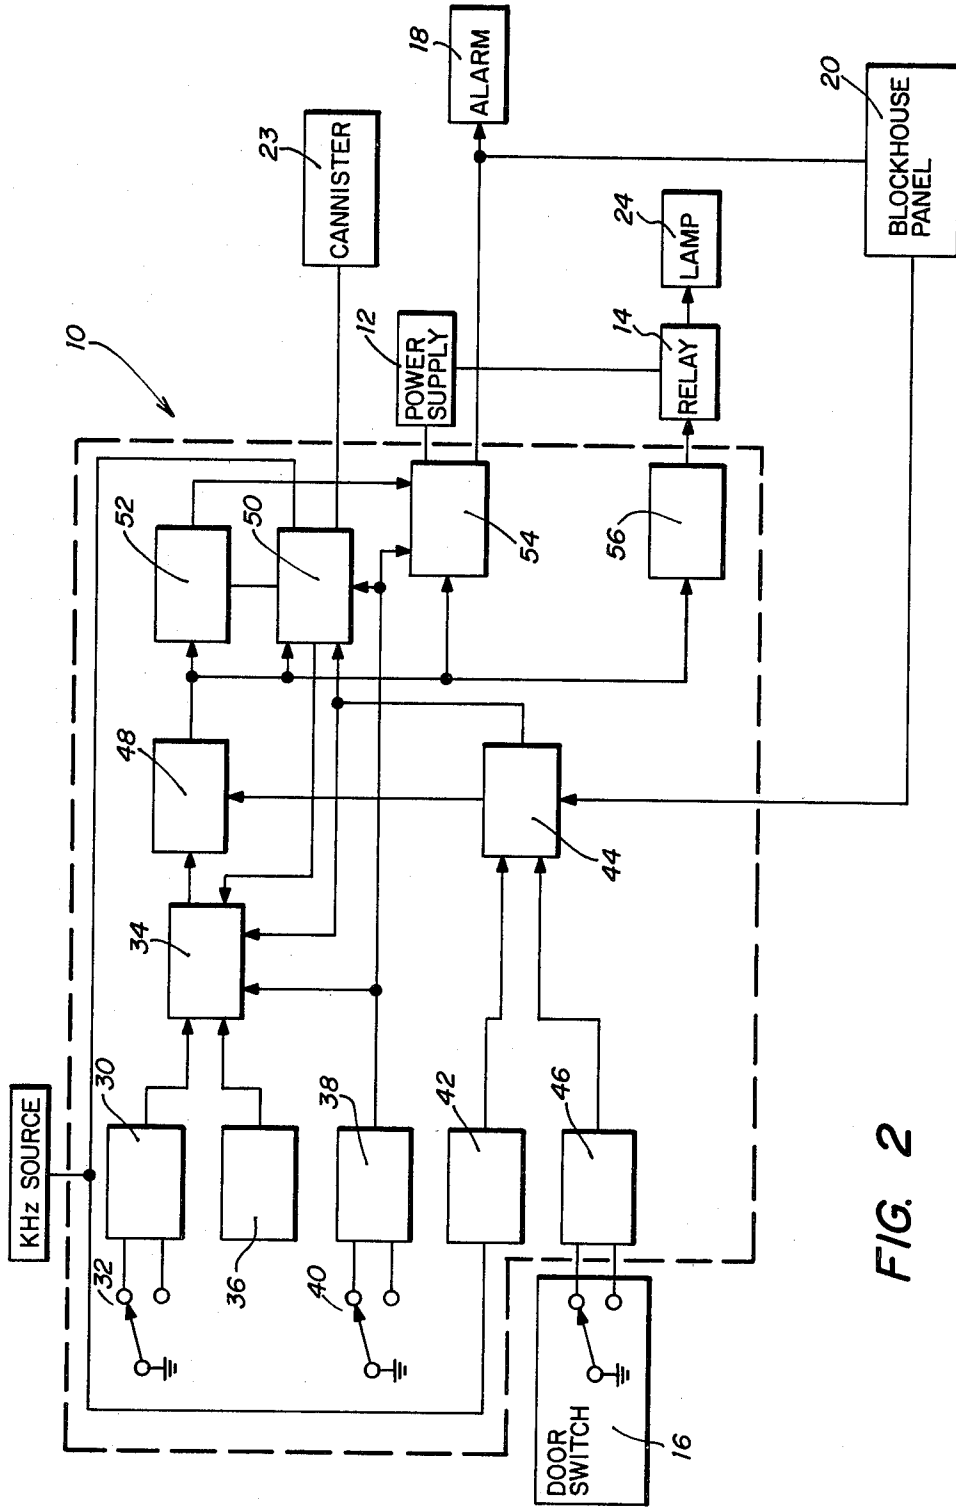 KHz SOURCE
10
32
30
34
48
52
23
CANNISTER
36
50
18
ALARM
40
38
12
POWER
SUPPLY
54
42
44
14
RELAY
24
LAMP
46
56
DOOR
SWITCH
16
20
BLOCKHOUSE
PANEL
FIG. 2